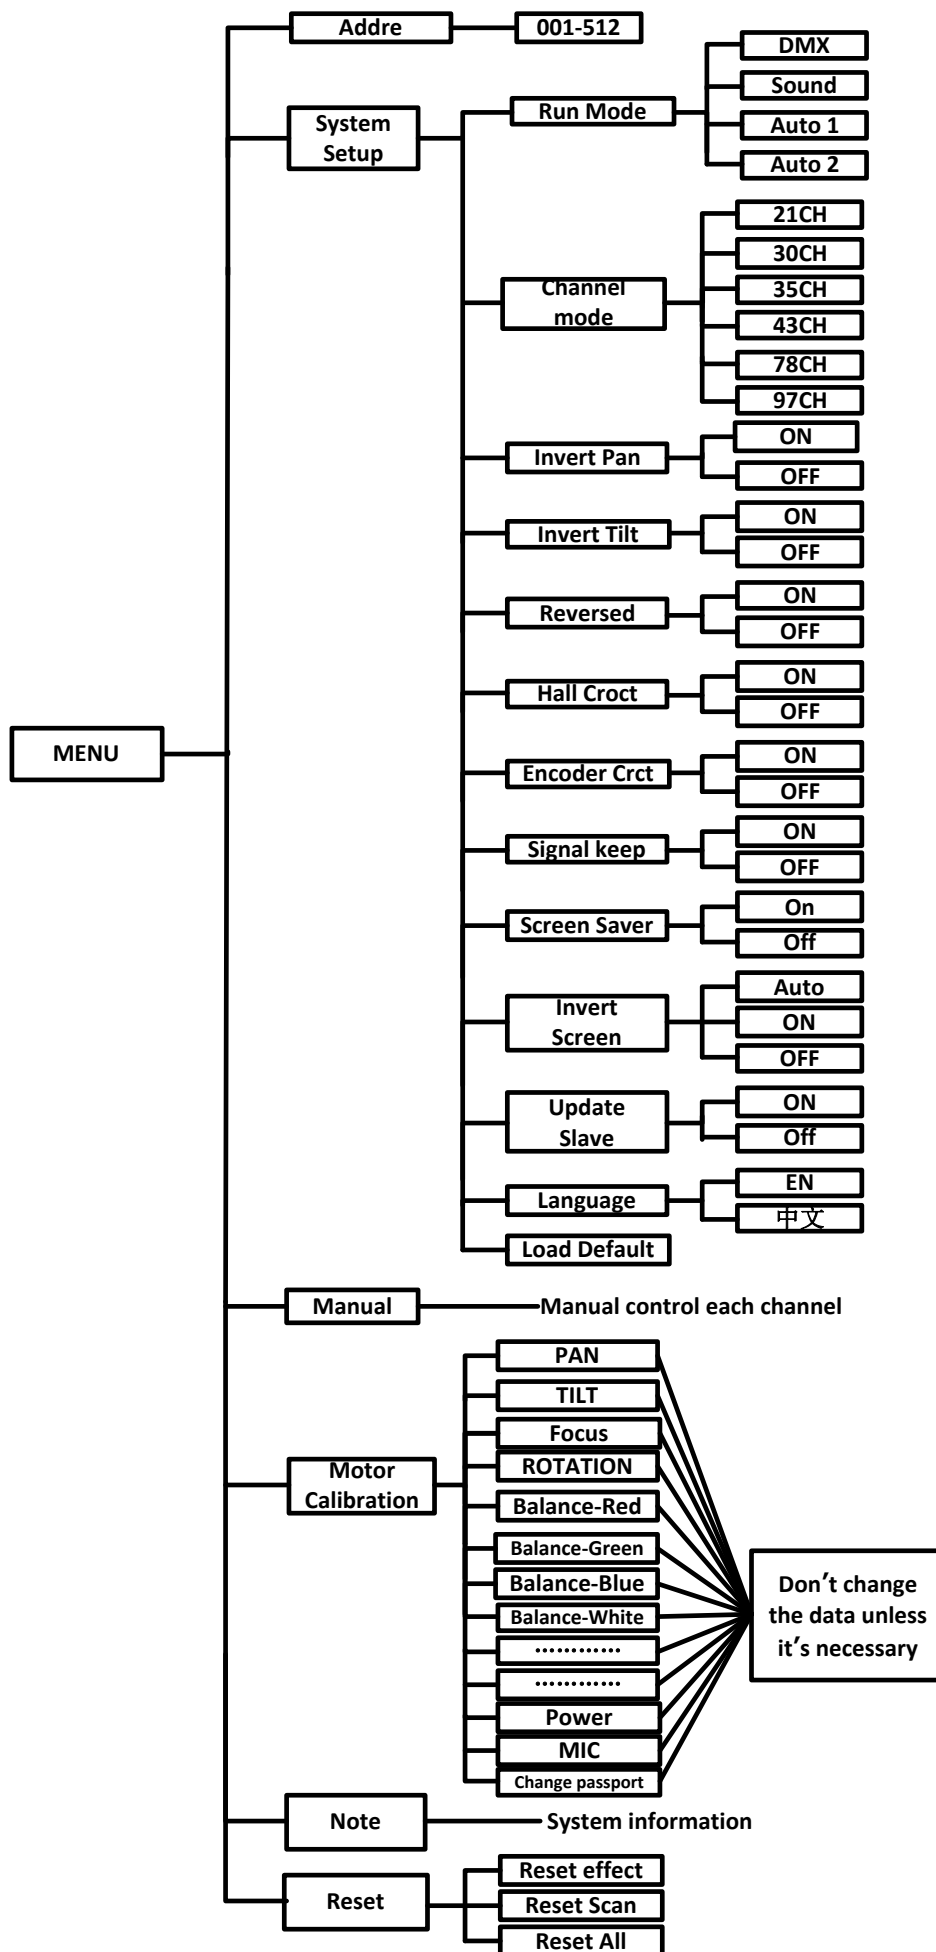 Addre
001-512
System
Setup
Run Mode
DMX
Sound
Auto 1
Auto 2
Channel
mode
21CH
30CH
35CH
43CH
78CH
97CH
Invert Pan
ON
OFF
Invert Tilt
ON
OFF
Reversed
ON
OFF
Hall Croct
ON
OFF
MENU
Encoder Crct
ON
OFF
Signal keep
ON
OFF
Screen Saver
On
Off
Invert
Screen
Auto
ON
OFF
Update
Slave
ON
Off
Language
EN
中文
Load Default
Manual
Manual control each channel
Motor
Calibration
PAN
TILT
Focus
ROTATION
Balance-Red
Balance-Green
Balance-Blue
Balance-White
…………
…………
Power
MIC
Change passport
Don’t change
the data unless
it’s necessary
Note
System information
Reset
Reset effect
Reset Scan
Reset All